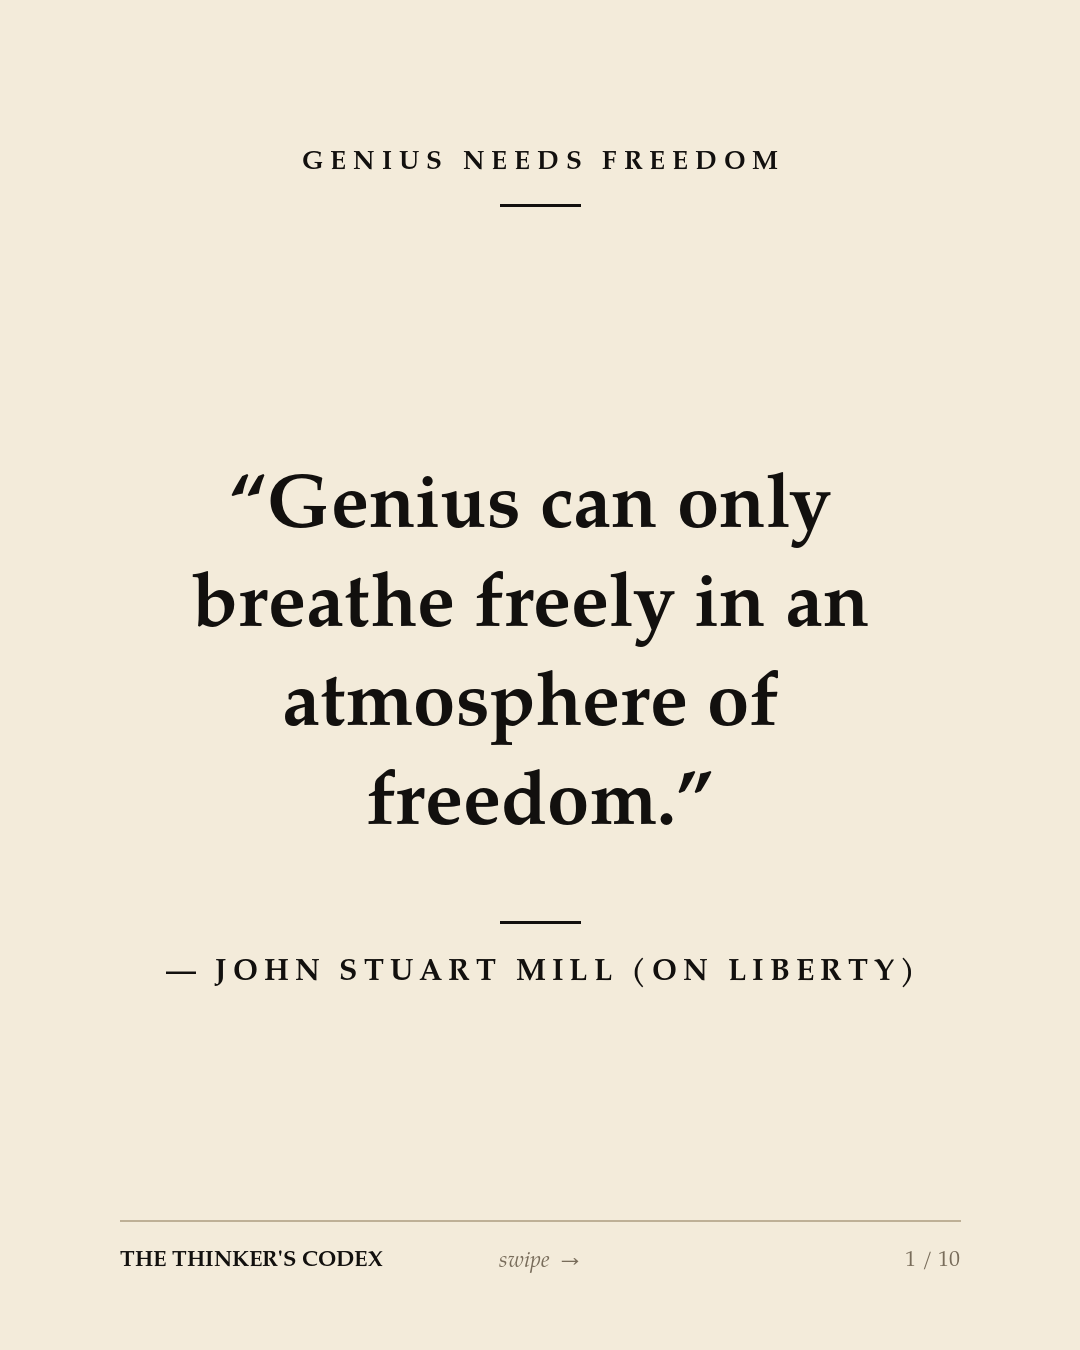 GENIUS NEEDS FREEDOM
“Genius can only
breathe freely in an
atmosphere of
freedom.”
— JOHN STUART MILL (ON LIBERTY)
THE THINKER'S CODEX swipe → 1 / 10